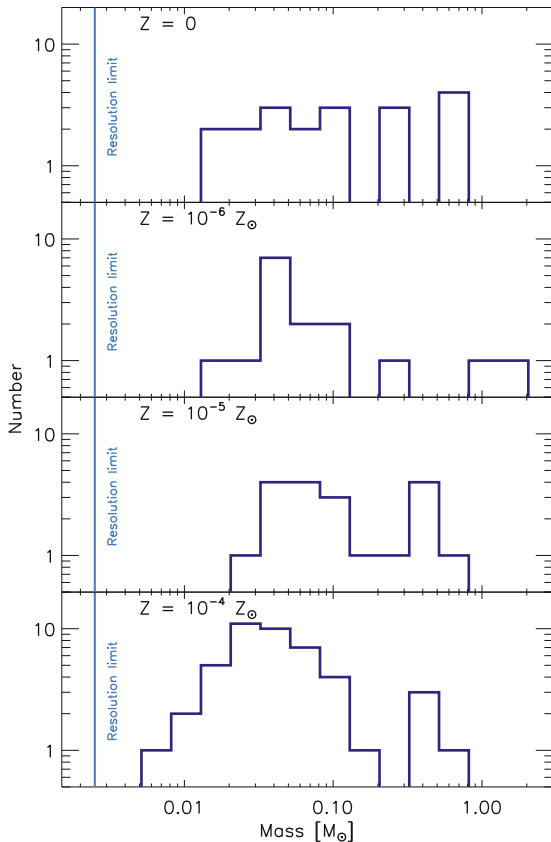 Z = 0
10
1
Resolution limit
Z = 10⁻⁶ Z⊙
10
1
Resolution limit
Z = 10⁻⁵ Z⊙
10
1
Resolution limit
Z = 10⁻⁴ Z⊙
10
1
Resolution limit
Number
0.01 0.10 1.00
Mass [M⊙]